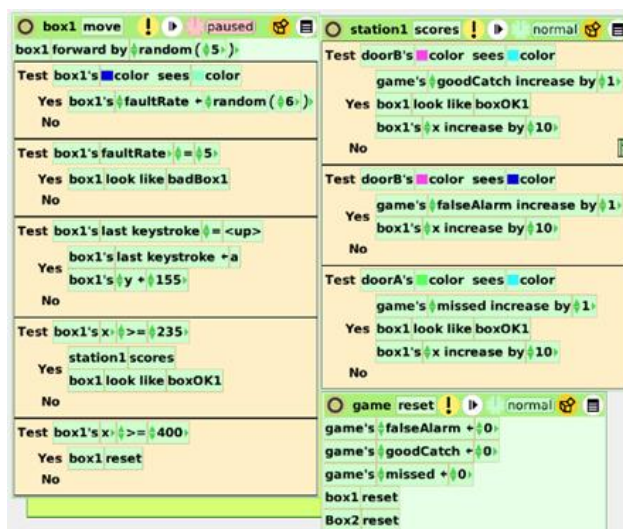 box1 move ! paused
box1 forward by random ( 5 )
Test box1's color sees color
Yes box1's faultRate ← random ( 6 )
No
Test box1's faultRate = 5
Yes box1 look like badBox1
No
Test box1's last keystroke = <up>
Yes box1's last keystroke ← a
box1's y ← 155
No
Test box1's x >= 235
Yes station1 scores
box1 look like boxOK1
No
Test box1's x >= 400
Yes box1 reset
No
station1 scores ! normal
Test doorB's color sees color
game's goodCatch increase by 1
Yes box1 look like boxOK1
box1's x increase by 10
No
Test doorB's color sees color
Yes game's falseAlarm increase by 1
box1's x increase by 10
No
Test doorA's color sees color
game's missed increase by 1
Yes box1 look like boxOK1
box1's x increase by 10
No
game reset ! normal
game's falseAlarm ← 0
game's goodCatch ← 0
game's missed ← 0
box1 reset
Box2 reset